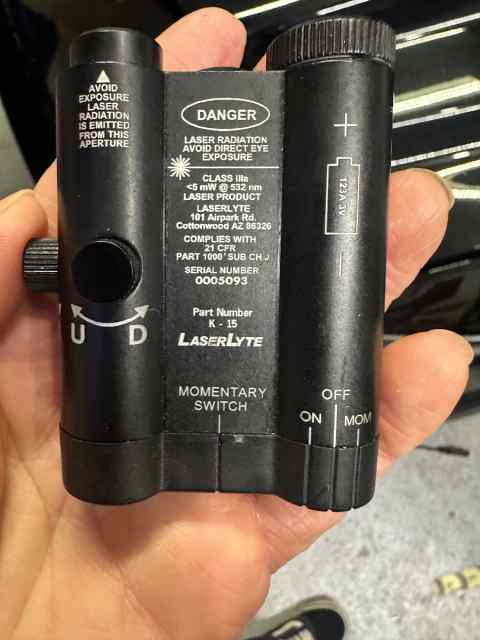 AVOID
EXPOSURE
LASER
RADIATION
IS EMITTED
FROM THIS
APERTURE
DANGER
LASER RADIATION
AVOID DIRECT EYE
EXPOSURE
CLASS IIIa
<5 mW @ 532 nm
LASER PRODUCT
LASERLYTE
101 Airpark Rd.
Cottonwood AZ 86326
COMPLIES WITH
21 CFR
PART 1000' SUB CH J
SERIAL NUMBER
0005093
Part Number
K - 15
LASERLYTE
U D
MOMENTARY
SWITCH
+
123A 3V
−
OFF
ON MOM